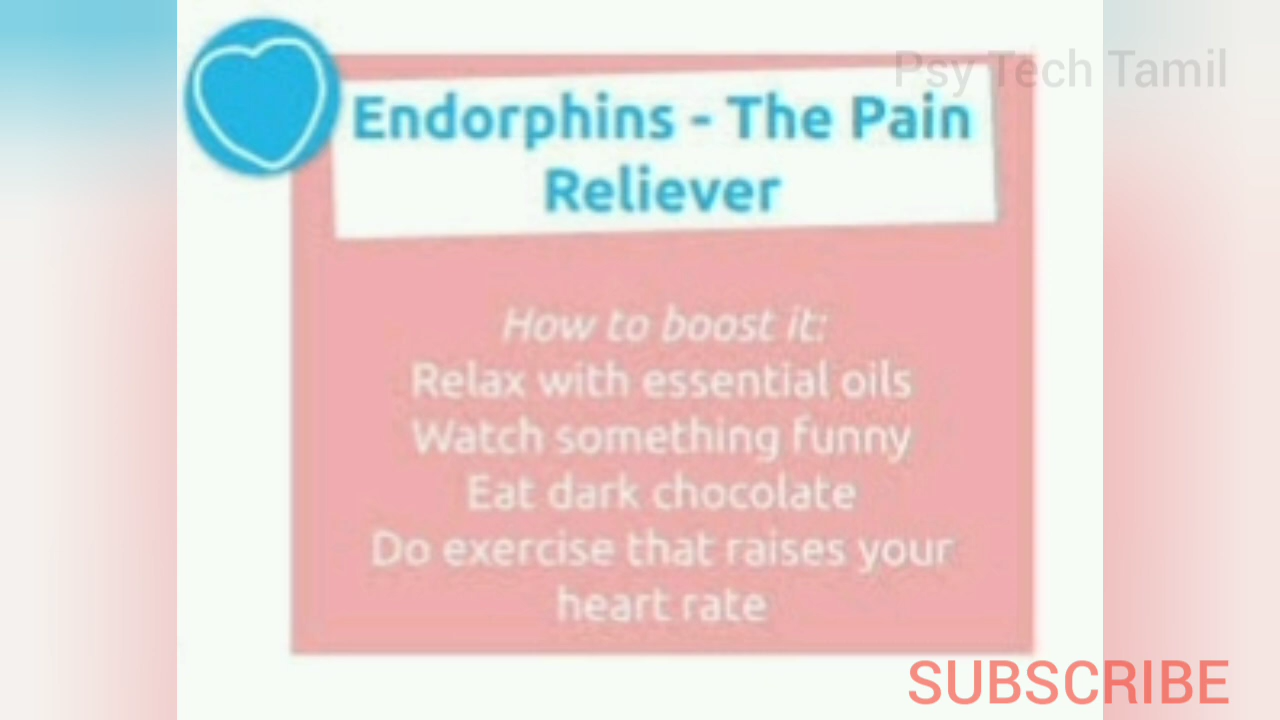 Psy Tech Tamil
Endorphins - The Pain
Reliever
How to boost it:
Relax with essential oils
Watch something funny
Eat dark chocolate
Do exercise that raises your
heart rate
SUBSCRIBE